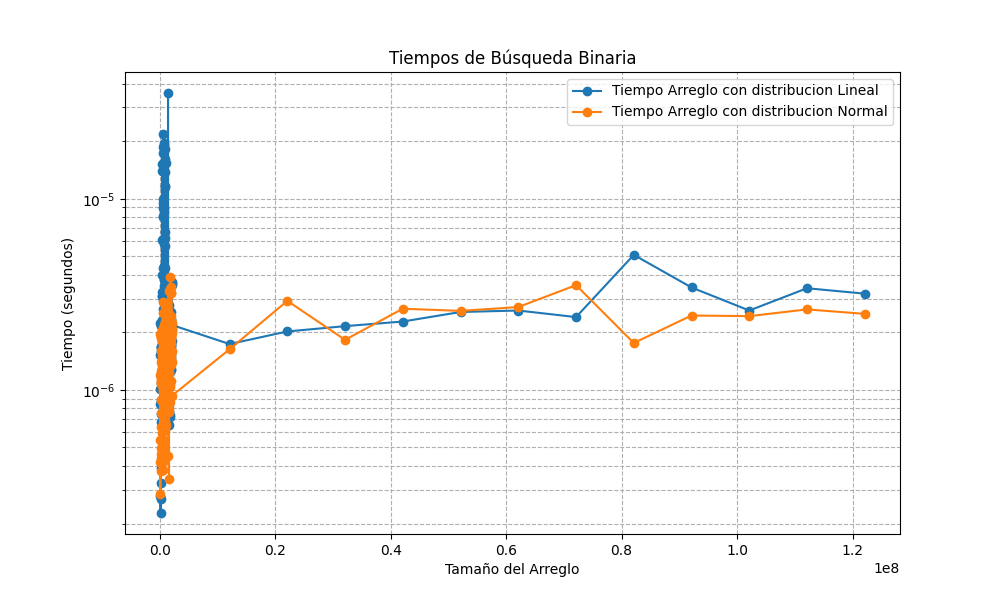 Tiempos de Búsqueda Binaria
Tiempo Arreglo con distribucion Lineal
Tiempo Arreglo con distribucion Normal
Tiempo (segundos)
10⁻⁵
10⁻⁶
0.0 0.2 0.4 0.6 0.8 1.0 1.2
1e8
Tamaño del Arreglo